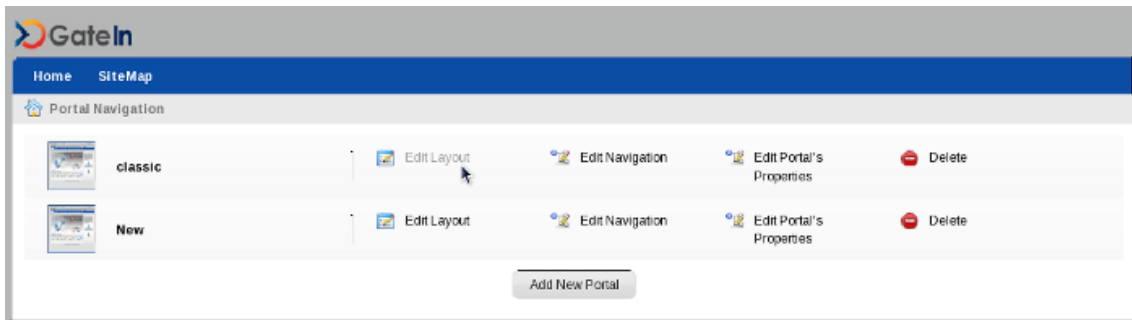 GateIn
Home SiteMap
Portal Navigation
classic Edit Layout Edit Navigation Edit Portal's Properties Delete
New Edit Layout Edit Navigation Edit Portal's Properties Delete
Add New Portal